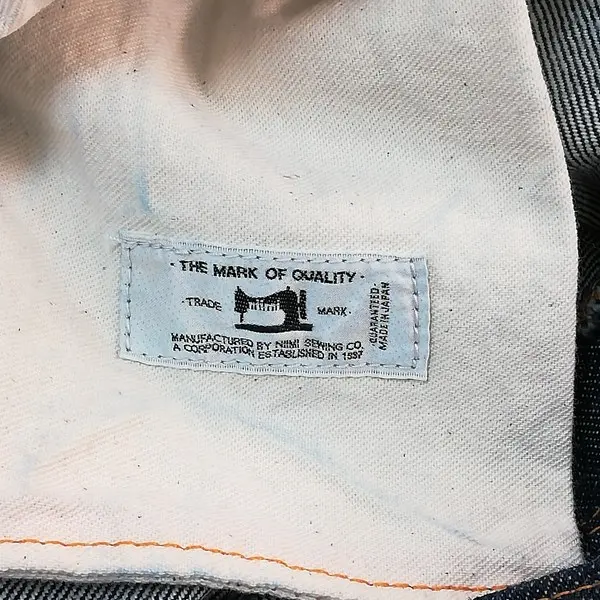 · THE MARK OF QUALITY ·
· TRADE MARK ·
MANUFACTURED BY NIIMI SEWING CO.
A CORPORATION ESTABLISHED IN 1997
· GUARANTEED ·
MADE IN JAPAN